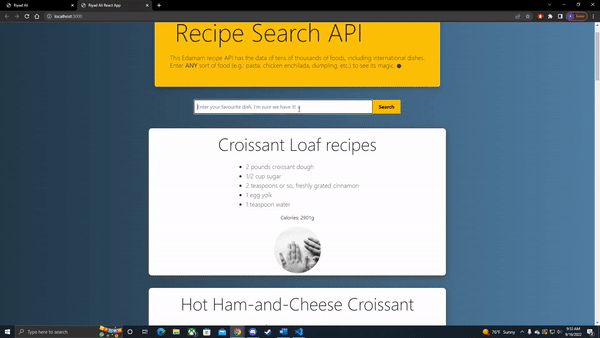 Riyad Ali
Riyad Ali React App
localhost:3000
Recipe Search API
This Edamam recipe API has the data of tens of thousands of foods, including international dishes.
Enter ANY sort of food (e.g.: pasta, chicken enchilada, dumpling, etc.) to see its magic.
Enter your favourite dish, I'm sure we have it!
Search
Croissant Loaf recipes
2 pounds croissant dough
1/2 cup sugar
2 teaspoons or so, freshly grated cinnamon
1 egg yolk
1 teaspoon water
Calories: 2901g
Hot Ham-and-Cheese Croissant
Type here to search
76°F Sunny
9:32 AM
9/16/2022